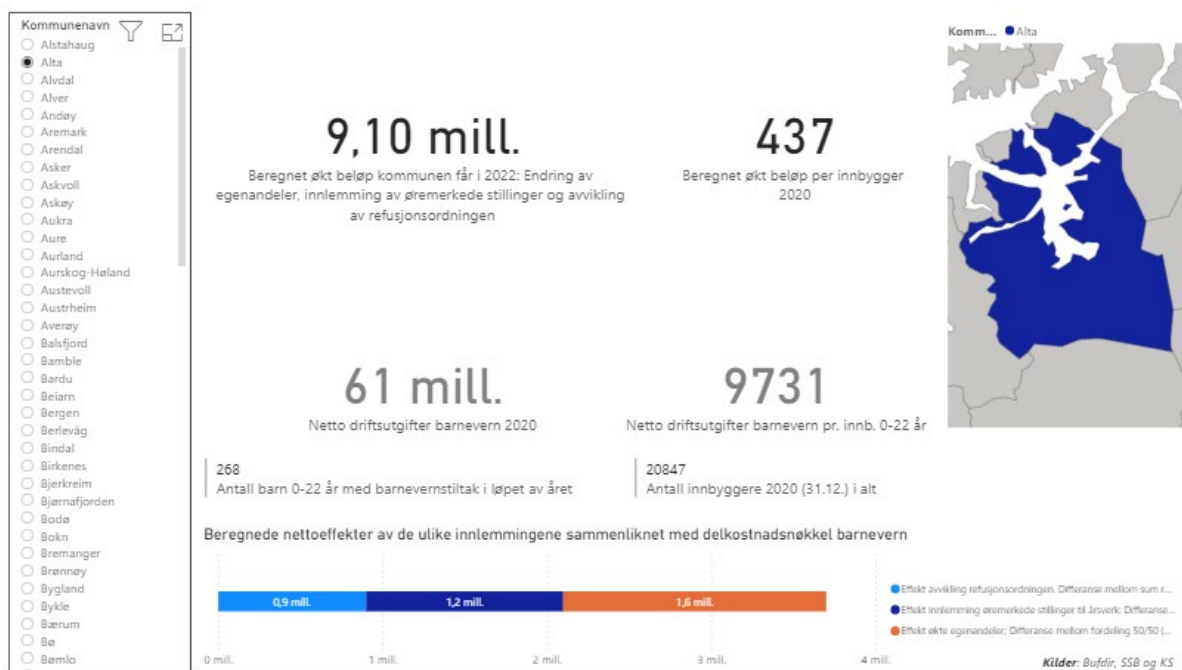 Kommunenavn
Alstahaug
Alta
Alvdal
Alver
Andøy
Aremark
Arendal
Asker
Askvoll
Askøy
Aukra
Aure
Aurland
Aurskog-Høland
Austevoll
Austrheim
Averøy
Balsfjord
Bamble
Bardu
Beiarn
Bergen
Berlevåg
Bindal
Birkenes
Bjerkreim
Bjørnafjorden
Bodø
Bokn
Bremanger
Brønnøy
Bygland
Bykle
Bærum
Bø
Bømlo
9,10 mill.
Beregnet økt beløp kommunen får i 2022: Endring av
egenandeler, innlemming av øremerkede stillinger og avvikling
av refusjonsordningen
437
Beregnet økt beløp per innbygger
2020
Komm... Alta
61 mill.
Netto driftsutgifter barnevern 2020
9731
Netto driftsutgifter barnevern pr. innb. 0-22 år
268
Antall barn 0-22 år med barnevernstiltak i løpet av året
20847
Antall innbyggere 2020 (31.12.) i alt
Beregnede nettoeffekter av de ulike innlemmingene sammenliknet med delkostnadsnøkkel barnevern
0,9 mill. 1,2 mill. 1,6 mill.
0 mill. 1 mill. 2 mill. 3 mill. 4 mill.
Effekt avvikling refusjonsordningen. Differanse mellom sum r...
Effekt innlemming øremerkede stillinger til årsverk: Differanse...
Effekt økte egenandeler; Differanse mellom fordeling 50/50 (...
Kilder: Bufdir, SSB og KS